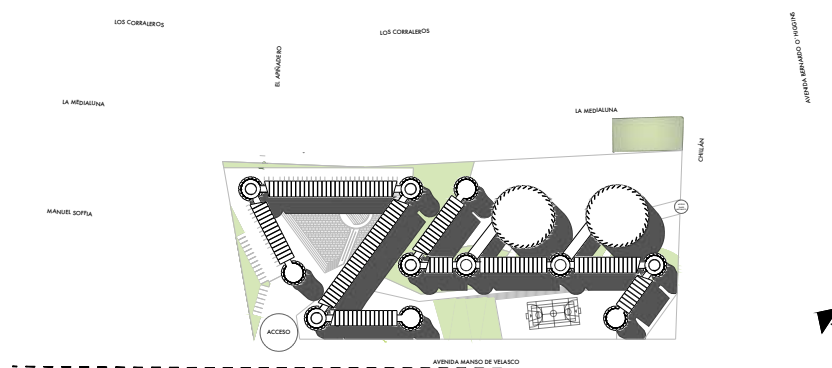 LOS CORRALEROS
LOS CORRALEROS
EL APIÑADERO
AVENIDA BERNARDO O´HIGGINS
LA MEDIALUNA
LA MEDIALUNA
CHILLÁN
MANUEL SOFFIA
ACCESO
AVENIDA MANSO DE VELASCO